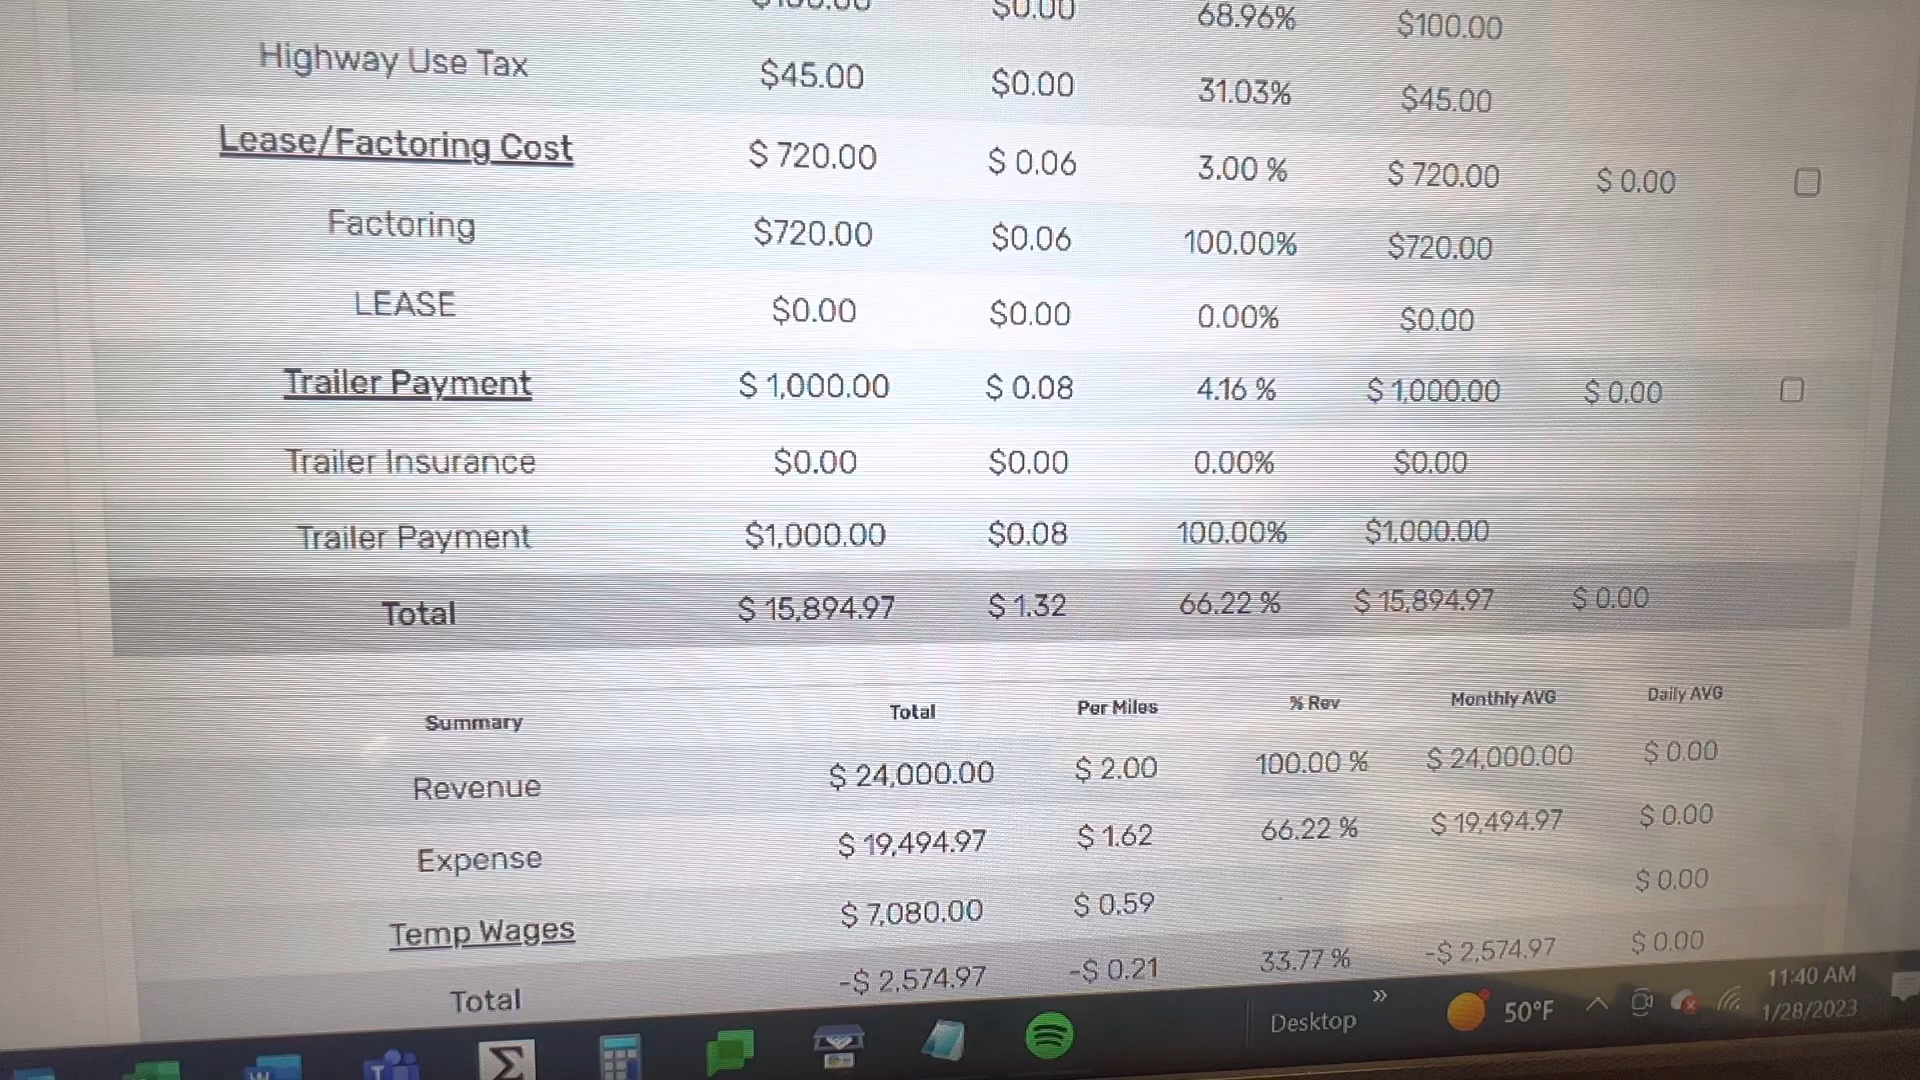 $0.00 68.96% $100.00
Highway Use Tax $45.00 $0.00 31.03% $45.00
Lease/Factoring Cost $ 720.00 $ 0.06 3.00 % $ 720.00 $ 0.00
Factoring $720.00 $0.06 100.00% $720.00
LEASE $0.00 $0.00 0.00% $0.00
Trailer Payment $ 1,000.00 $ 0.08 4.16 % $ 1,000.00 $ 0.00
Trailer Insurance $0.00 $0.00 0.00% $0.00
Trailer Payment $1,000.00 $0.08 100.00% $1,000.00
Total $ 15,894.97 $ 1.32 66.22 % $ 15,894.97 $ 0.00
Summary Total Per Miles % Rev Monthly AVG Daily AVG
Revenue $ 24,000.00 $ 2.00 100.00 % $ 24,000.00 $ 0.00
Expense $ 19,494.97 $ 1.62 66.22 % $ 19,494.97 $ 0.00
Temp Wages $ 7,080.00 $ 0.59 $ 0.00
Total -$ 2,574.97 -$ 0.21 33.77 % -$ 2,574.97 $ 0.00
Desktop » 50°F 11:40 AM
1/28/2023